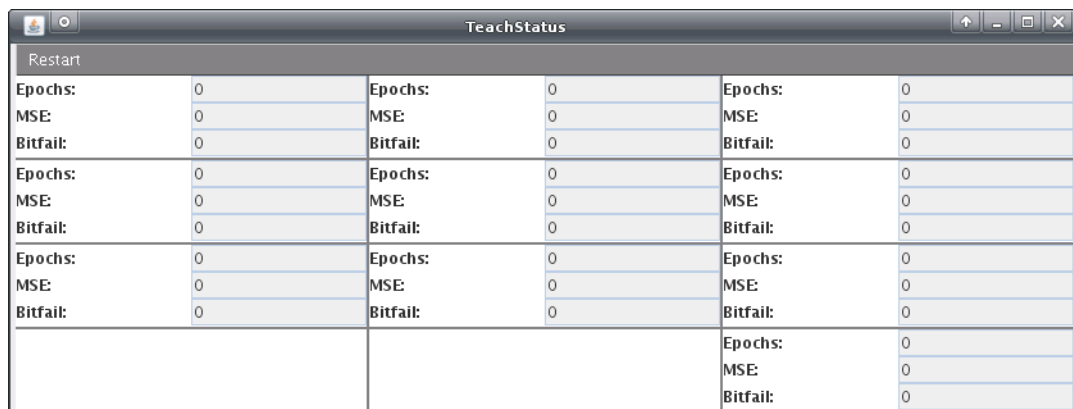 TeachStatus
Restart
Epochs: 0 Epochs: 0 Epochs: 0
MSE: 0 MSE: 0 MSE: 0
Bitfail: 0 Bitfail: 0 Bitfail: 0
Epochs: 0 Epochs: 0 Epochs: 0
MSE: 0 MSE: 0 MSE: 0
Bitfail: 0 Bitfail: 0 Bitfail: 0
Epochs: 0 Epochs: 0 Epochs: 0
MSE: 0 MSE: 0 MSE: 0
Bitfail: 0 Bitfail: 0 Bitfail: 0
Epochs: 0
MSE: 0
Bitfail: 0